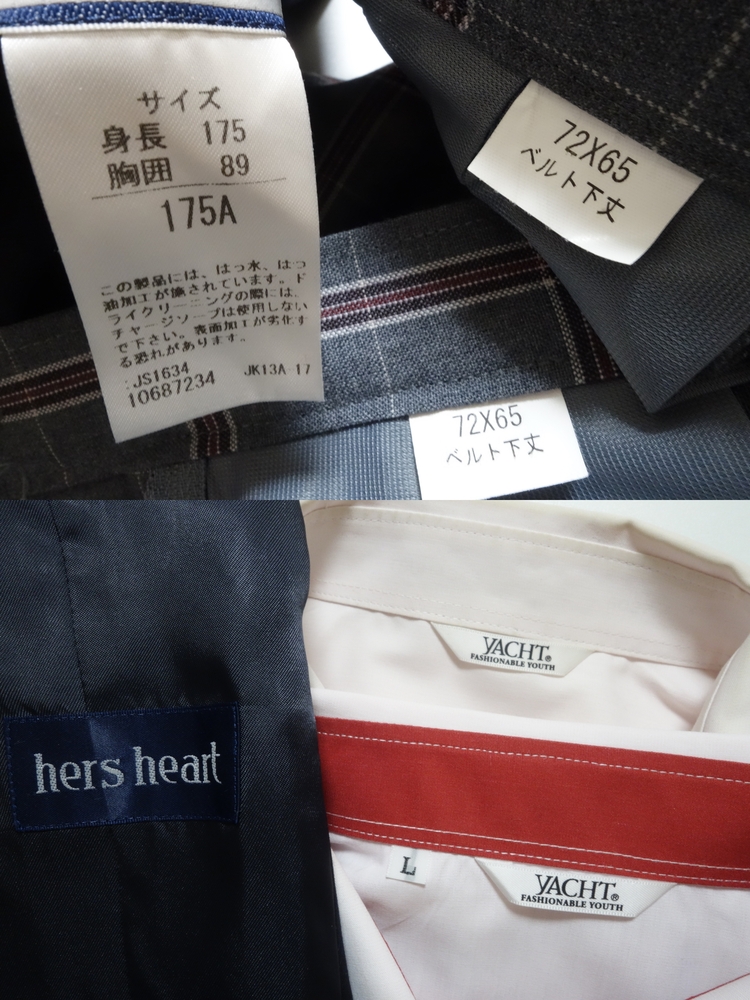 サイズ
身長 175
胸囲 89
175A
この製品には、はっ水、はっ
油加工が施されています。ド
ライクリーニングの際には、
チャージソープは使用しない
で下さい。表面加工が劣化す
る恐れがあります。
:JS1634 JK13A-17
10687234
72X65
ベルト下丈
72X65
ベルト下丈
hers heart
YACHT®
FASHIONABLE YOUTH
L
YACHT®
FASHIONABLE YOUTH